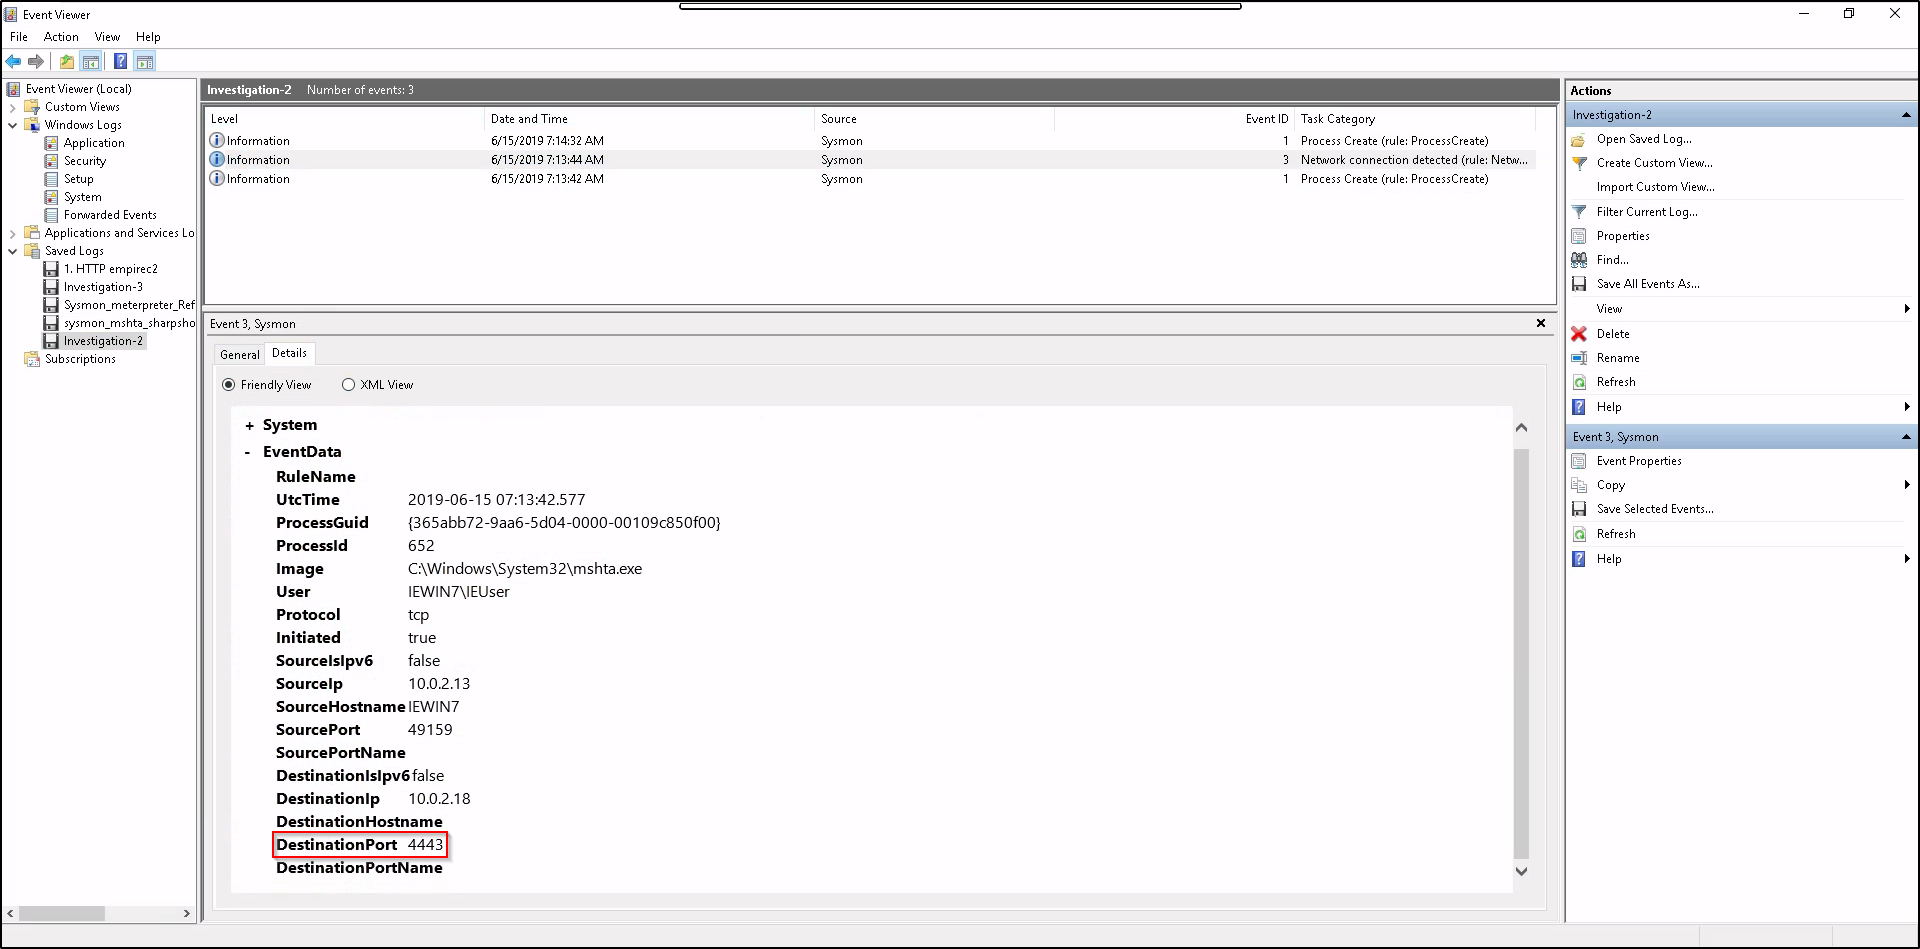 Event Viewer
File Action View Help
Event Viewer (Local)
Custom Views
Windows Logs
Application
Security
Setup
System
Forwarded Events
Applications and Services Lo
Saved Logs
1. HTTP empirec2
Investigation-3
Sysmon_meterpreter_Ref
sysmon_mshta_sharpsho
Investigation-2
Subscriptions
Investigation-2 Number of events: 3
Level Date and Time Source Event ID Task Category
Information 6/15/2019 7:14:32 AM Sysmon 1 Process Create (rule: ProcessCreate)
Information 6/15/2019 7:13:44 AM Sysmon 3 Network connection detected (rule: Netw...
Information 6/15/2019 7:13:42 AM Sysmon 1 Process Create (rule: ProcessCreate)
Event 3, Sysmon
General Details
Friendly View XML View
+ System
- EventData
RuleName
UtcTime 2019-06-15 07:13:42.577
ProcessGuid {365abb72-9aa6-5d04-0000-00109c850f00}
ProcessId 652
Image C:\Windows\System32\mshta.exe
User IEWIN7\IEUser
Protocol tcp
Initiated true
SourceIsIpv6 false
SourceIp 10.0.2.13
SourceHostname IEWIN7
SourcePort 49159
SourcePortName
DestinationIsIpv6 false
DestinationIp 10.0.2.18
DestinationHostname
DestinationPort 4443
DestinationPortName
Actions
Investigation-2
Open Saved Log...
Create Custom View...
Import Custom View...
Filter Current Log...
Properties
Find...
Save All Events As...
View
Delete
Rename
Refresh
Help
Event 3, Sysmon
Event Properties
Copy
Save Selected Events...
Refresh
Help